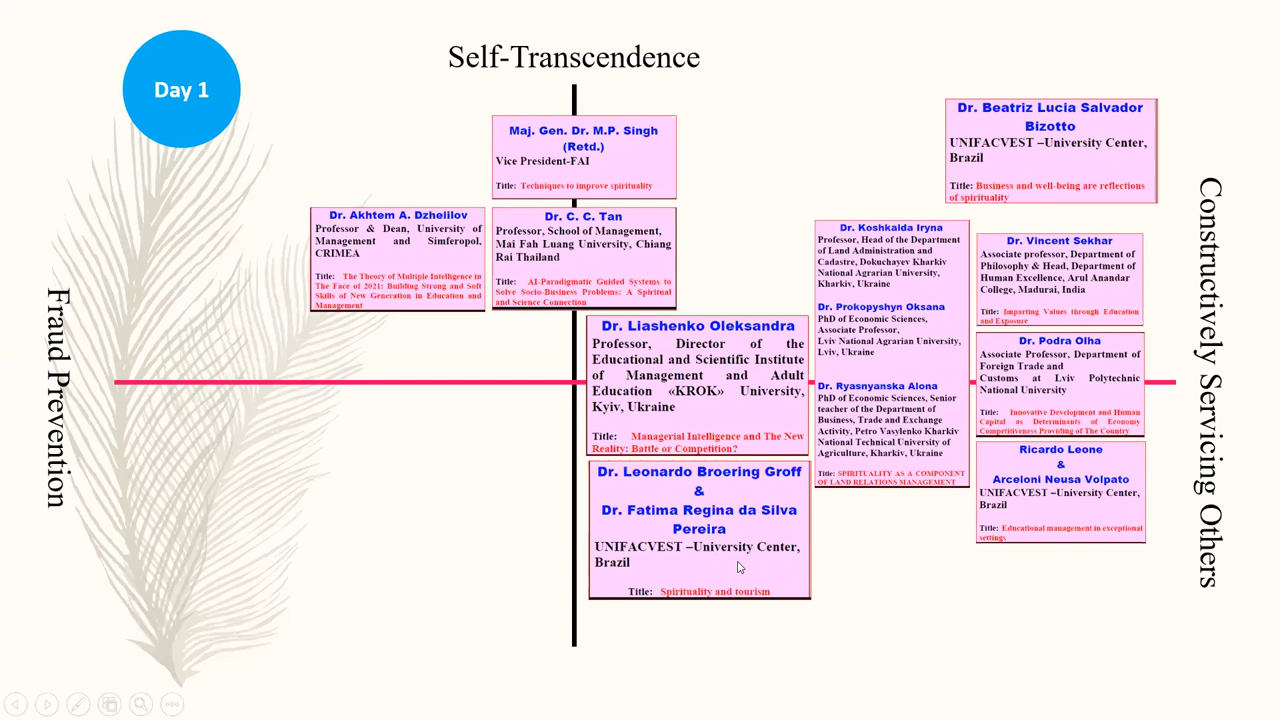 Day 1
Self-Transcendence
Fraud Prevention
Constructively Servicing Others
Maj. Gen. Dr. M.P. Singh
(Retd.)
Vice President-FAI
Title: Techniques to improve spirituality
Dr. Akhtem A. Dzhelilov
Professor & Dean, University of
Management and Simferopol,
CRIMEA
Title: The Theory of Multiple Intelligence in
The Face of 2021: Building Strong and Soft
Skills of New Generation in Education and
Management
Dr. C. C. Tan
Professor, School of Management,
Mai Fah Luang University, Chiang
Rai Thailand
Title: AI-Paradigmatic Guided Systems to
Solve Socio-Business Problems: A Spiritual
and Science Connection
Dr. Liashenko Oleksandra
Professor, Director of the
Educational and Scientific Institute
of Management and Adult
Education «KROK» University,
Kyiv, Ukraine
Title: Managerial Intelligence and The New
Reality: Battle or Competition?
Dr. Leonardo Broering Groff
&
Dr. Fatima Regina da Silva
Pereira
UNIFACVEST –University Center,
Brazil
Title: Spirituality and tourism
Dr. Koshkalda Iryna
Professor, Head of the Department
of Land Administration and
Cadastre, Dokuchayev Kharkiv
National Agrarian University,
Kharkiv, Ukraine
Dr. Prokopyshyn Oksana
PhD of Economic Sciences,
Associate Professor,
Lviv National Agrarian University,
Lviv, Ukraine
Dr. Ryasnyanska Alona
PhD of Economic Sciences, Senior
teacher of the Department of
Business, Trade and Exchange
Activity, Petro Vasylenko Kharkiv
National Technical University of
Agriculture, Kharkiv, Ukraine
Title: SPIRITUALITY AS A COMPONENT
OF LAND RELATIONS MANAGEMENT
Dr. Beatriz Lucia Salvador
Bizotto
UNIFACVEST –University Center,
Brazil
Title: Business and well-being are reflections
of spirituality
Dr. Vincent Sekhar
Associate professor, Department of
Philosophy & Head, Department of
Human Excellence, Arul Anandar
College, Madurai, India
Title: Imparting Values through Education
and Exposure
Dr. Podra Olha
Associate Professor, Department of
Foreign Trade and
Customs at Lviv Polytechnic
National University
Title: Innovative Development and Human
Capital as Determinants of Economy
Competitiveness Providing of The Country
Ricardo Leone
&
Arceloni Neusa Volpato
UNIFACVEST –University Center,
Brazil
Title: Educational management in exceptional
settings